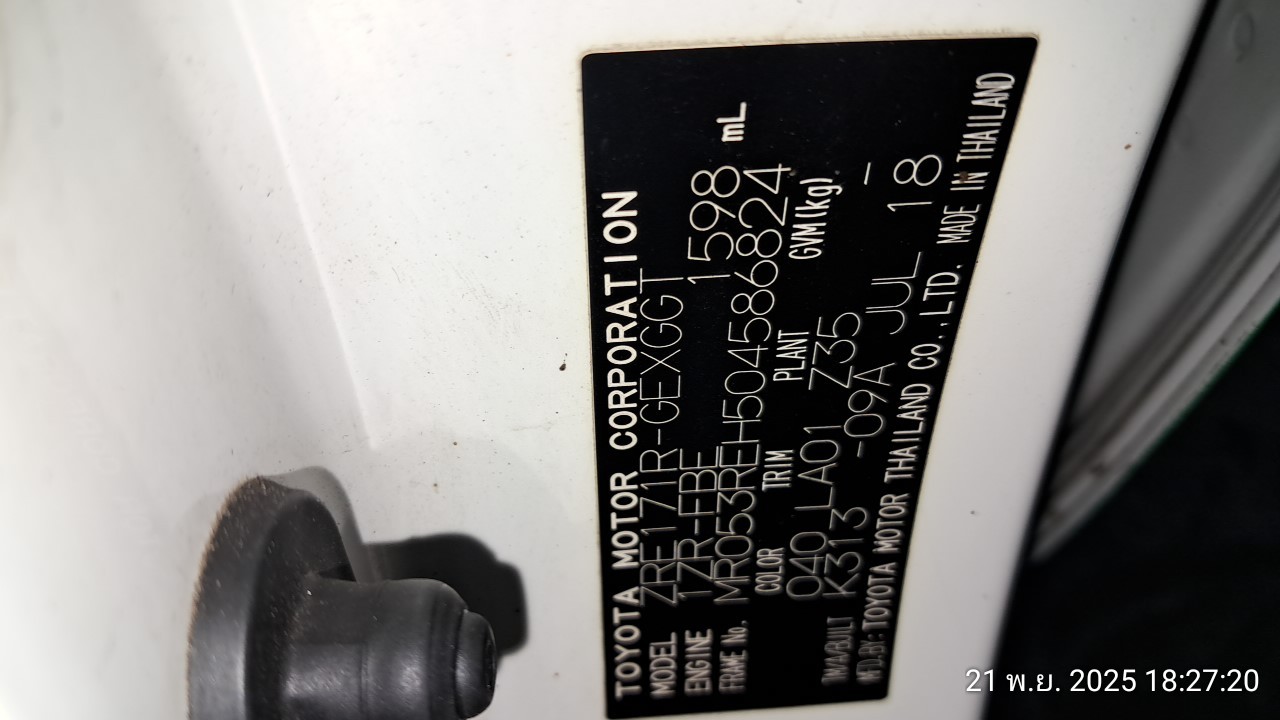 TOYOTA MOTOR CORPORATION
MODEL ZRE171R-GEXGGT
ENGINE 1ZR-FBE 1598 mL
FRAME No. MR053REH504586824
COLOR TRIM PLANT GVM(kg)
040 LA01 Z35 -
TM/A/BUILT K313 -09A JUL 18
MFD.BY: TOYOTA MOTOR THAILAND CO.,LTD. MADE IN THAILAND
21 พ.ย. 2025 18:27:20